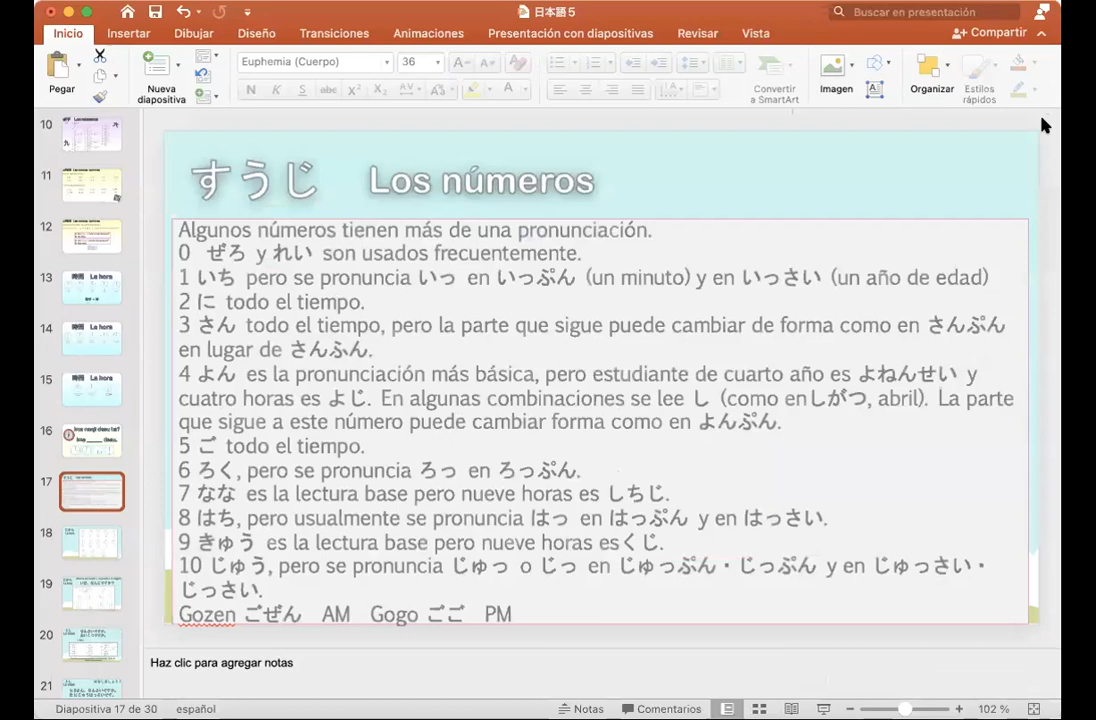 日本語5
Buscar en presentación
Inicio Insertar Dibujar Diseño Transiciones Animaciones Presentación con diapositivas Revisar Vista Compartir
Pegar
Nueva diapositiva
Euphemia (Cuerpo) 36
Convertir a SmartArt
Imagen
Organizar
Estilos rápidos
すうじ Los números
Algunos números tienen más de una pronunciación.
0 ぜろ y れい son usados frecuentemente.
1 いち pero se pronuncia いっ en いっぷん (un minuto) y en いっさい (un año de edad)
2 に todo el tiempo.
3 さん todo el tiempo, pero la parte que sigue puede cambiar de forma como en さんぷん
en lugar de さんふん.
4 よん es la pronunciación más básica, pero estudiante de cuarto año es よねんせい y
cuatro horas es よじ. En algunas combinaciones se lee し (como enしがつ, abril). La parte
que sigue a este número puede cambiar forma como en よんぷん.
5 ご todo el tiempo.
6 ろく, pero se pronuncia ろっ en ろっぷん.
7 なな es la lectura base pero nueve horas es しちじ.
8 はち, pero usualmente se pronuncia はっ en はっぷん y en はっさい.
9 きゅう es la lectura base pero nueve horas esくじ.
10 じゅう, pero se pronuncia じゅっ o じっ en じゅっぷん・じっぷん y en じゅっさい・
じっさい.
Gozen ごぜん AM Gogo ごご PM
10
11
12
13
14
15
16
17
18
19
20
21
Haz clic para agregar notas
Diapositiva 17 de 30 español Notas Comentarios 102 %